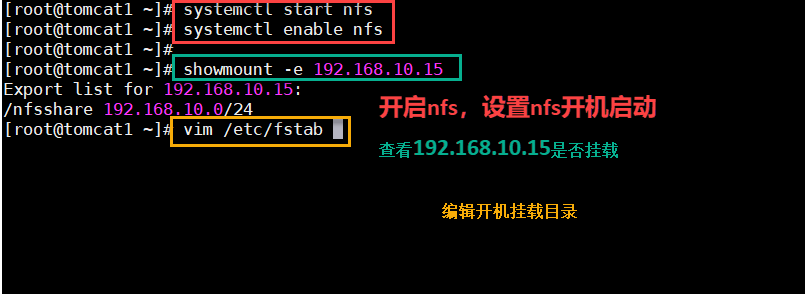 [root@tomcat1 ~]# systemctl start nfs
[root@tomcat1 ~]# systemctl enable nfs
[root@tomcat1 ~]#
[root@tomcat1 ~]# showmount -e 192.168.10.15
Export list for 192.168.10.15:
/nfsshare 192.168.10.0/24
[root@tomcat1 ~]# vim /etc/fstab
开启nfs，设置nfs开机启动
查看192.168.10.15是否挂载
编辑开机挂载目录